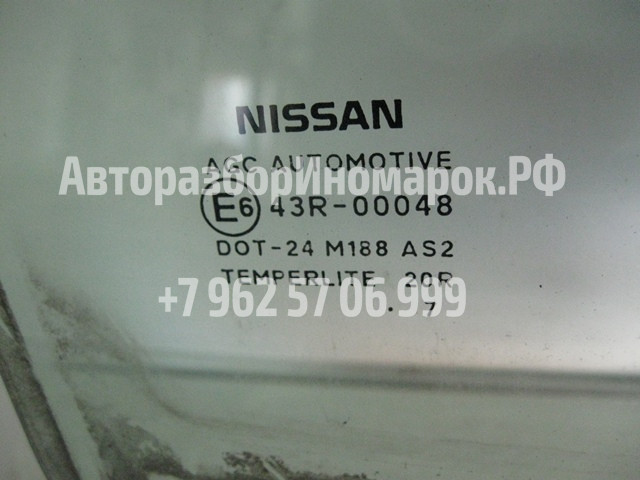 NISSAN
AGC AUTOMOTIVE
АвторазборИномарок.РФ
E6 43R-00048
DOT-24 M188 AS2
TEMPERLITE 20R
+7 962 57 06 999
. 7